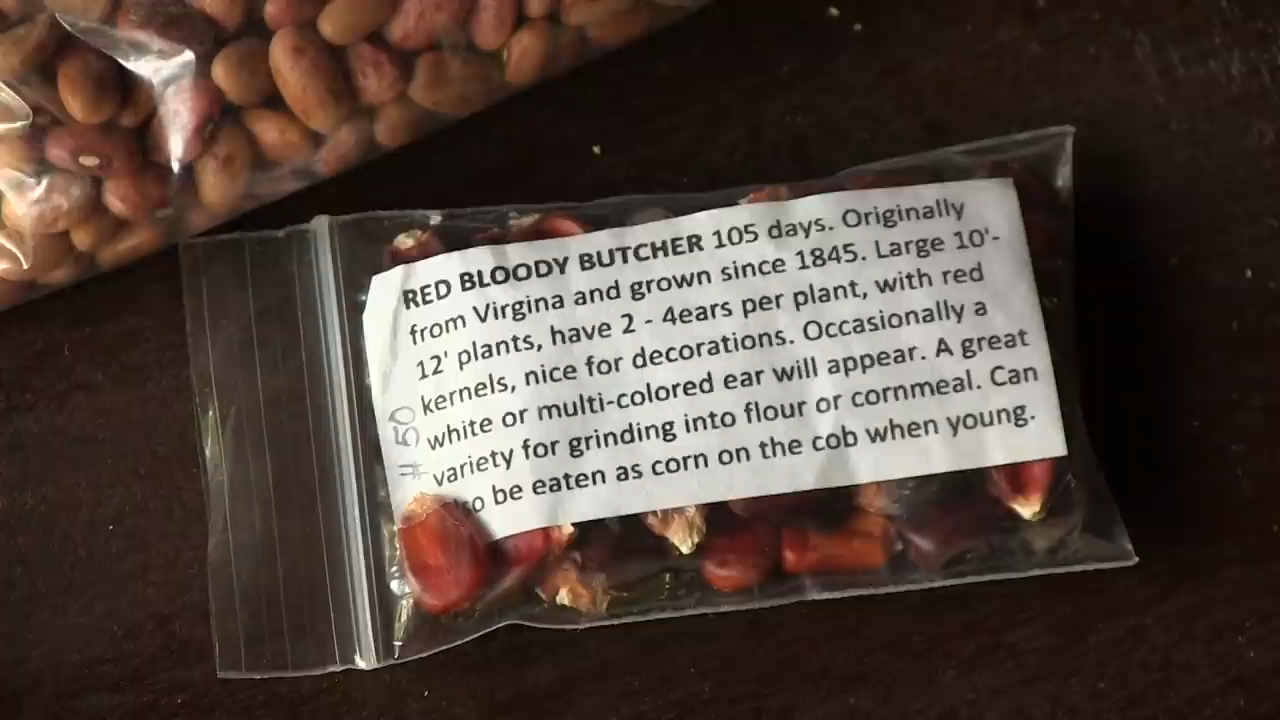 RED BLOODY BUTCHER 105 days. Originally
from Virgina and grown since 1845. Large 10'-
12' plants, have 2 - 4ears per plant, with red
kernels, nice for decorations. Occasionally a
white or multi-colored ear will appear. A great
variety for grinding into flour or cornmeal. Can
be eaten as corn on the cob when young.
#50